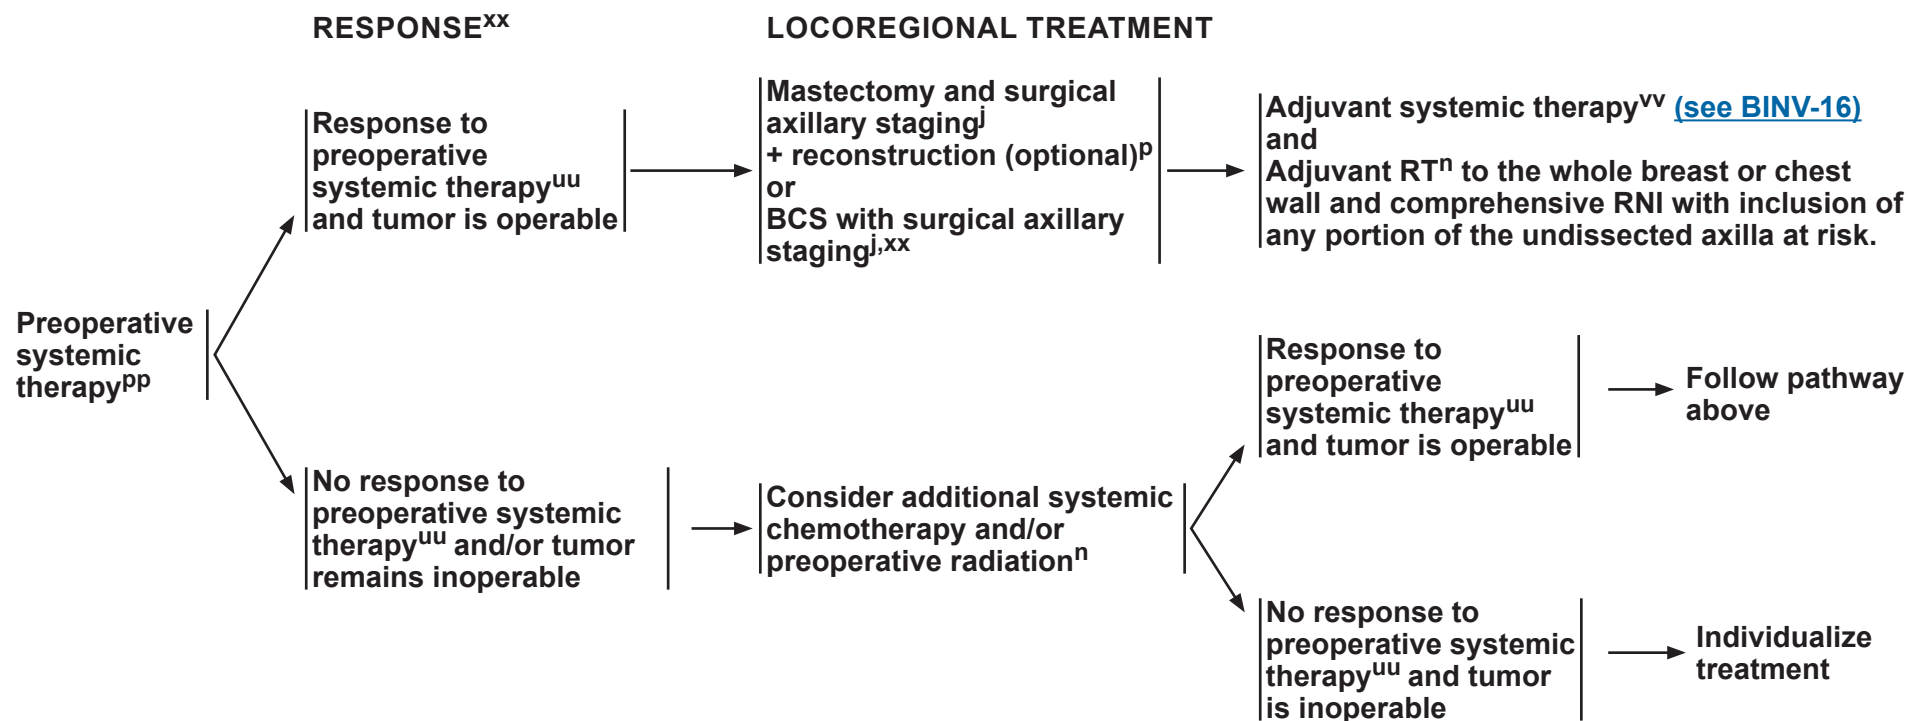 RESPONSExx
LOCOREGIONAL TREATMENT
Preoperative
systemic
therapypp
Response to
preoperative
systemic therapyuu
and tumor is operable
Mastectomy and surgical
axillary stagingj
+ reconstruction (optional)p
or
BCS with surgical axillary
stagingj,xx
Adjuvant systemic therapyvv (see BINV-16)
and
Adjuvant RTn to the whole breast or chest
wall and comprehensive RNI with inclusion of
any portion of the undissected axilla at risk.
No response to
preoperative systemic
therapyuu and/or tumor
remains inoperable
Consider additional systemic
chemotherapy and/or
preoperative radiationn
Response to
preoperative
systemic therapyuu
and tumor is operable
Follow pathway
above
No response to
preoperative systemic
therapyuu and tumor
is inoperable
Individualize
treatment